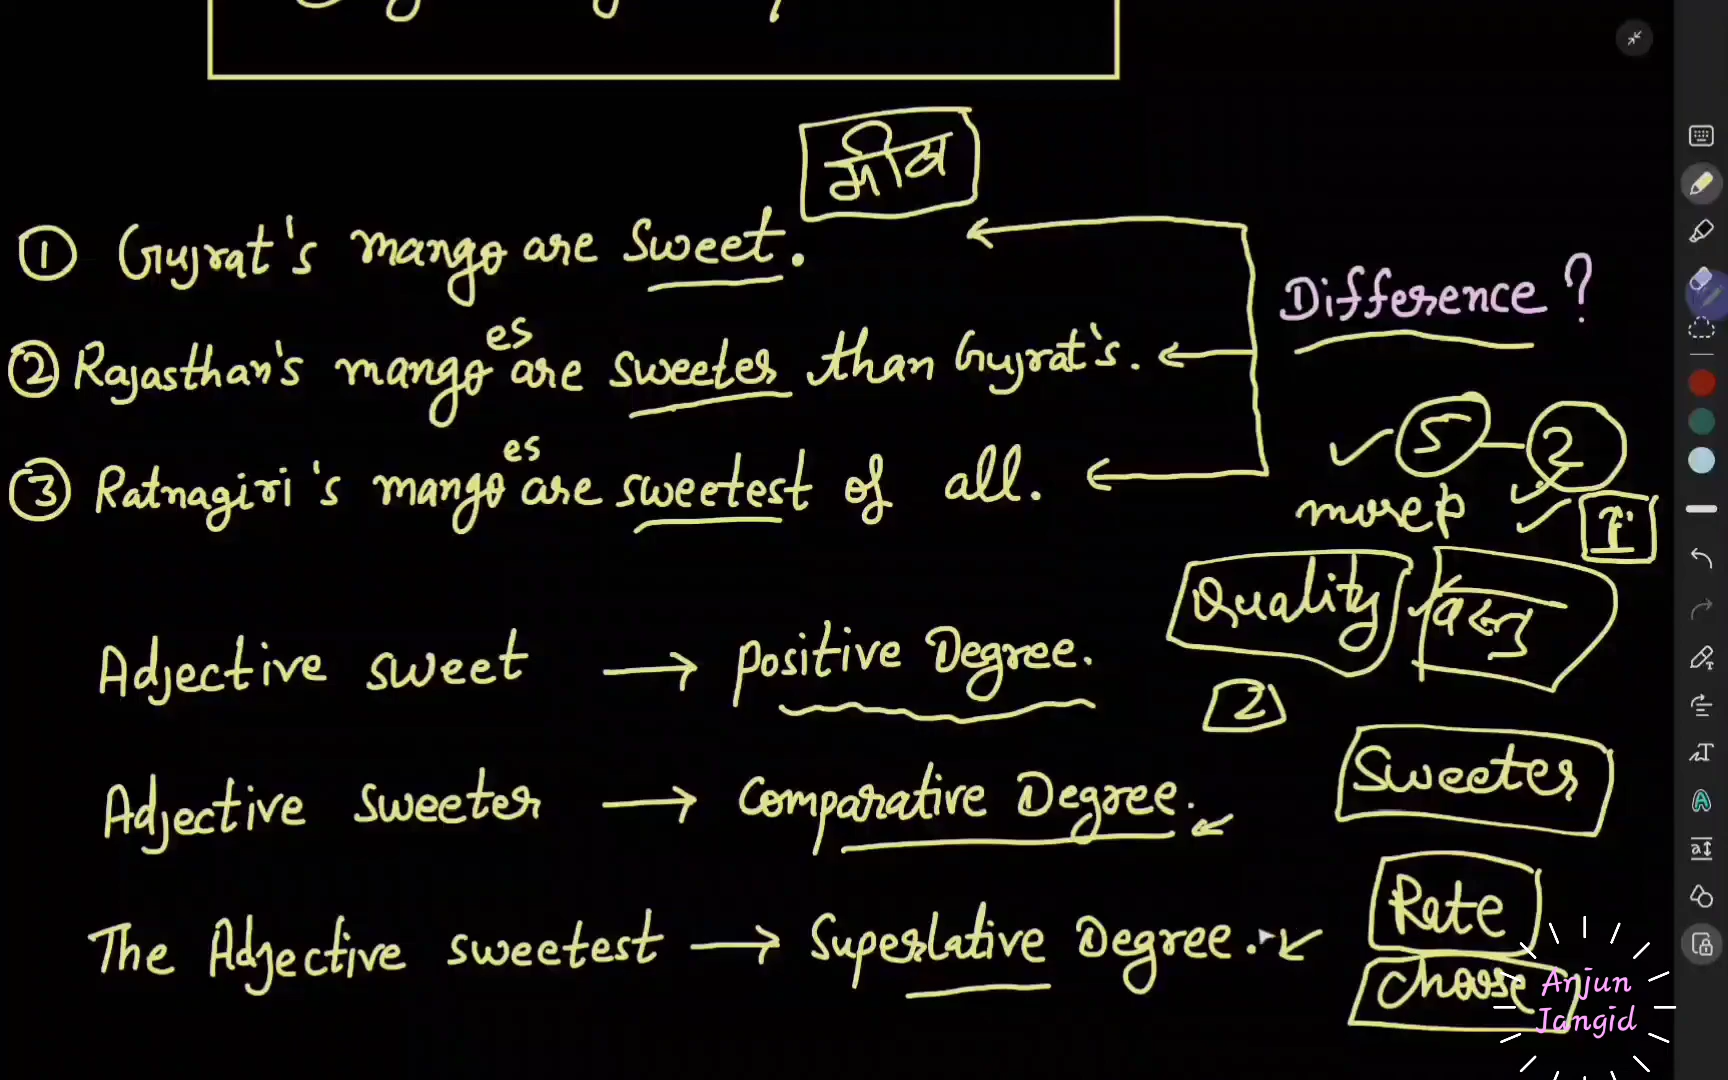 ① Gujrat's mango are sweet.
Difference?
es
② Rajasthan's mango are sweeter than Gujrat's.
5 - 2
es
③ Ratnagiri's mango are sweetest of all.
more p
Quality
Adjective sweet → positive Degree.
2
Sweeter
Adjective sweeter → Comparative Degree.
Rate
The Adjective sweetest → Superlative Degree.
choose
Arjun
Jangid